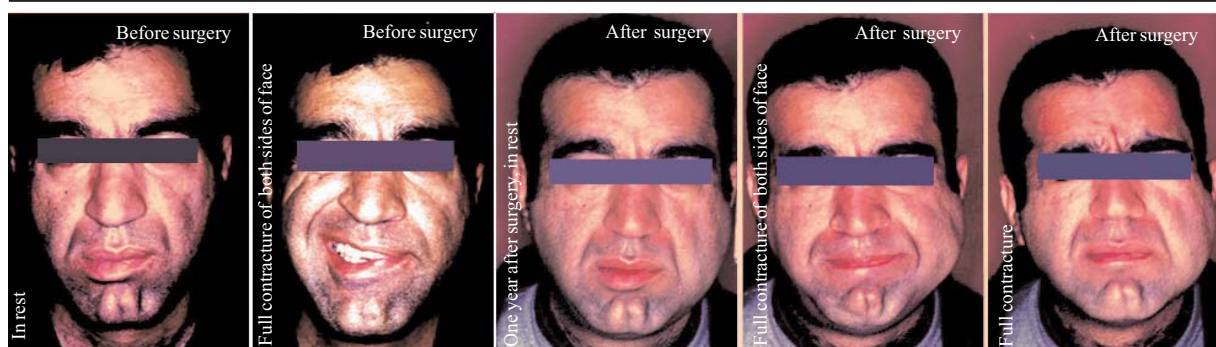 Before surgery
In rest
Before surgery
Full contracture of both sides of face
After surgery
One year after surgery, in rest
After surgery
Full contracture of both sides of face
After surgery
Full contracture